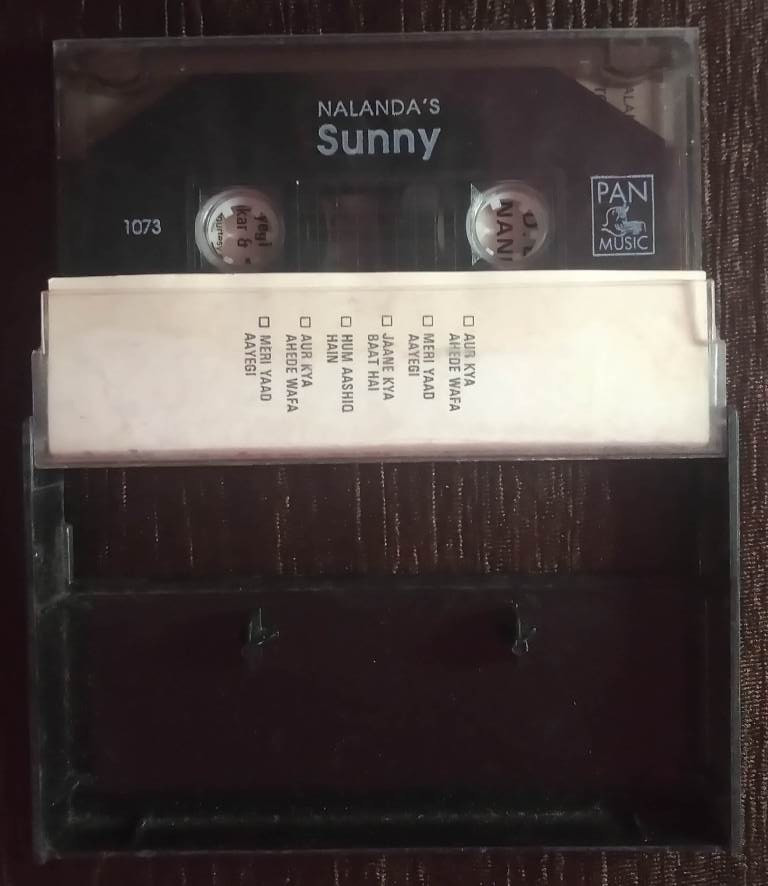 NALANDA'S
Sunny
1073
PAN
MUSIC
☐ AUR KYA
AHEDE WAFA
☐ MERI YAAD
AAYEGI
☐ JAANE KYA
BAAT HAI
☐ HUM AASHIQ
HAIN
☐ AUR KYA
AHEDE WAFA
☐ MERI YAAD
AAYEGI